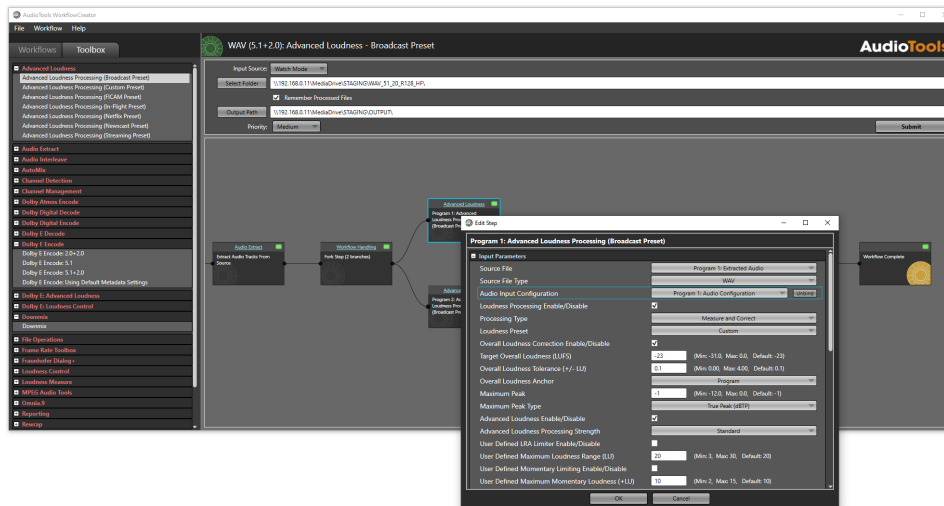 AudioTools WorkflowCreator
File Workflow Help
Workflows Toolbox
WAV (5.1+2.0): Advanced Loudness - Broadcast Preset
AudioTools
Input Source: Watch Mode
Select Folder \\192.168.0.11\MediaDrive\STAGING\WAV_51_20_R128_HF\
Remember Processed Files
Output Path \\192.168.0.11\MediaDrive\STAGING\OUTPUT\
Priority: Medium
Submit
Advanced Loudness
Advanced Loudness Processing (Broadcast Preset)
Advanced Loudness Processing (Custom Preset)
Advanced Loudness Processing (FICAM Preset)
Advanced Loudness Processing (In-Flight Preset)
Advanced Loudness Processing (Netflix Preset)
Advanced Loudness Processing (Newscast Preset)
Advanced Loudness Processing (Streaming Preset)
Audio Extract
Audio Interleave
AutoMix
Channel Detection
Channel Management
Dolby Atmos Encode
Dolby Digital Decode
Dolby Digital Encode
Dolby E Decode
Dolby E Encode
Dolby E Encode: 2.0+2.0
Dolby E Encode: 5.1
Dolby E Encode: 5.1+2.0
Dolby E Encode: Using Default Metadata Settings
Dolby E: Advanced Loudness
Dolby E: Loudness Control
Downmix
Downmix
File Operations
Frame Rate Toolbox
Fraunhofer Dialog+
Loudness Control
Loudness Measure
MPEG Audio Tools
Omnia.9
Reporting
Rewrap
Audio Extract
Extract Audio Tracks From
Source
Workflow Handling
Fork Step (2 branches)
Advanced Loudness
Program 1: Advanced
Loudness Pro
(Broadcast Pre
Advanced
Program 2: A
Loudness Pro
(Broadcast Pre
Workflow Complete
Edit Step
Program 1: Advanced Loudness Processing (Broadcast Preset)
Input Parameters
Source File Program 1: Extracted Audio
Source File Type WAV
Audio Input Configuration Program 1: Audio Configuration Unbind
Loudness Processing Enable/Disable
Processing Type Measure and Correct
Loudness Preset Custom
Overall Loudness Correction Enable/Disable
Target Overall Loudness (LUFS) -23 (Min: -31.0, Max: 0.0, Default: -23)
Overall Loudness Tolerance (+/- LU) 0.1 (Min: 0.00, Max: 4.00, Default: 0.1)
Overall Loudness Anchor Program
Maximum Peak -1 (Min: -12.0, Max: 0.0, Default: -1)
Maximum Peak Type True Peak (dBTP)
Advanced Loudness Enable/Disable
Advanced Loudness Processing Strength Standard
User Defined LRA Limiter Enable/Disable
User Defined Maximum Loudness Range (LU) 20 (Min: 3, Max: 30, Default: 20)
User Defined Momentary Limiting Enable/Disable
User Defined Maximum Momentary Loudness (+LU) 10 (Min: 2, Max: 15, Default: 10)
OK Cancel